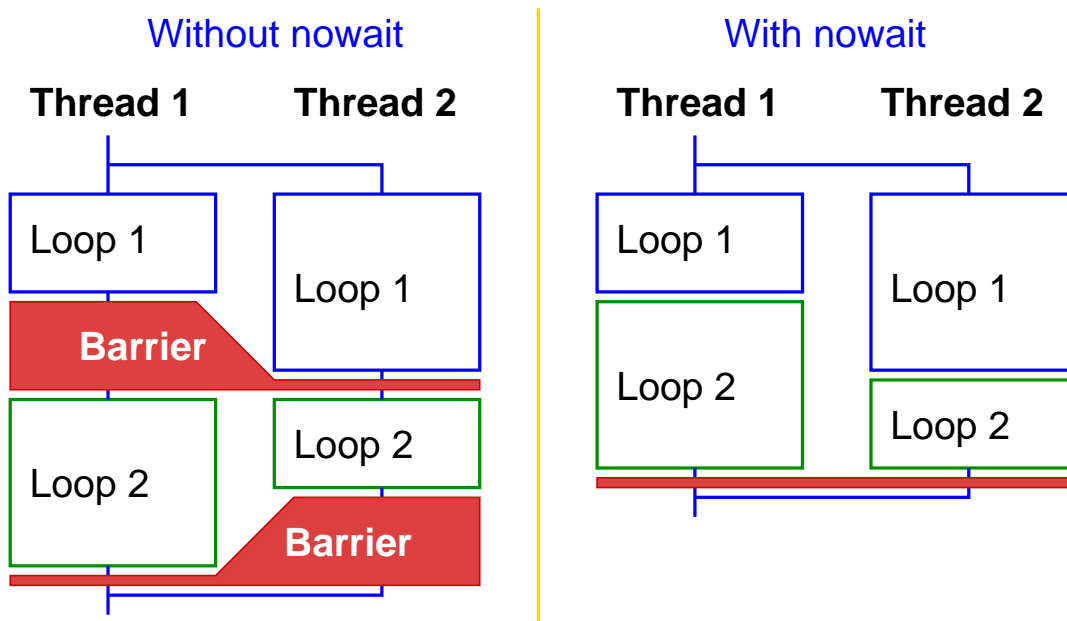 Without nowait
Thread 1 Thread 2
Loop 1
Loop 1
Barrier
Loop 2
Loop 2
Barrier
With nowait
Thread 1 Thread 2
Loop 1
Loop 1
Loop 2
Loop 2